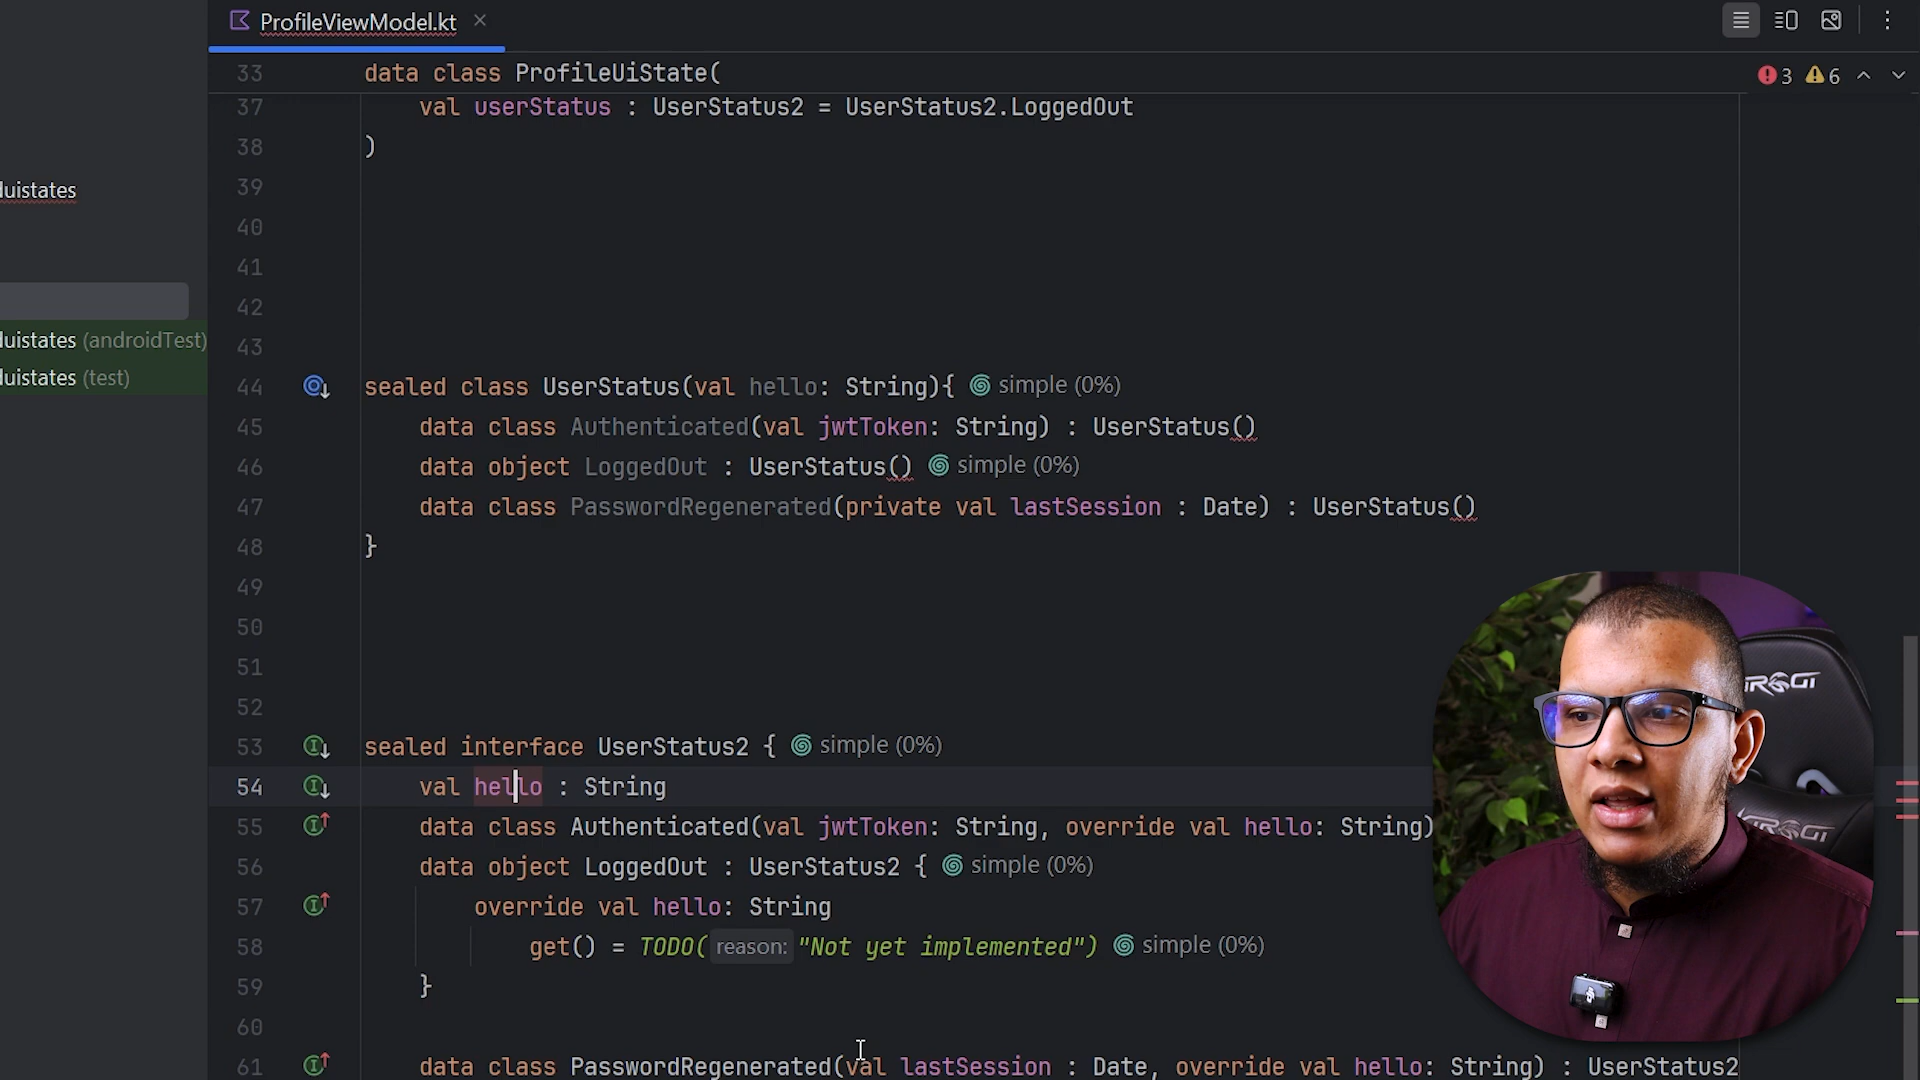 ProfileViewModel.kt
33 data class ProfileUiState(
3 6
37 val userStatus : UserStatus2 = UserStatus2.LoggedOut
38 )
39
duistates
40
41
42
duistates (androidTest)
43
duistates (test)
44 sealed class UserStatus(val hello: String){ simple (0%)
45 data class Authenticated(val jwtToken: String) : UserStatus()
46 data object LoggedOut : UserStatus() simple (0%)
47 data class PasswordRegenerated(private val lastSession : Date) : UserStatus()
48 }
49
50
51
52
53 sealed interface UserStatus2 { simple (0%)
54 val hello : String
55 data class Authenticated(val jwtToken: String, override val hello: String)
56 data object LoggedOut : UserStatus2 { simple (0%)
57 override val hello: String
58 get() = TODO( reason: "Not yet implemented") simple (0%)
59 }
60
61 data class PasswordRegenerated(val lastSession : Date, override val hello: String) : UserStatus2